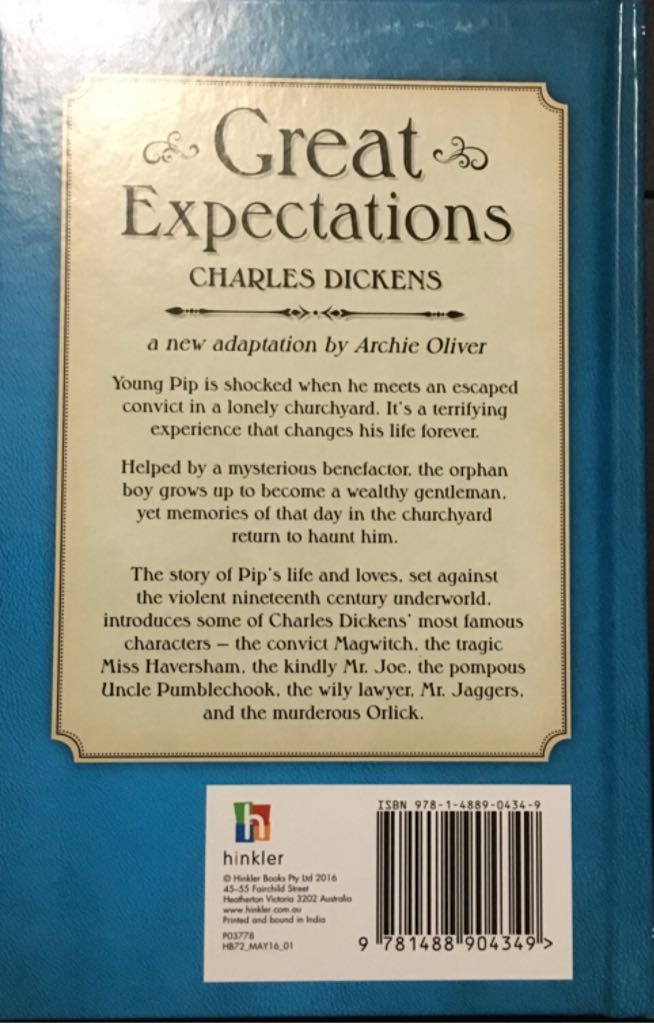 Great
Expectations
CHARLES DICKENS
a new adaptation by Archie Oliver
Young Pip is shocked when he meets an escaped
convict in a lonely churchyard. It's a terrifying
experience that changes his life forever.
Helped by a mysterious benefactor, the orphan
boy grows up to become a wealthy gentleman,
yet memories of that day in the churchyard
return to haunt him.
The story of Pip's life and loves, set against
the violent nineteenth century underworld,
introduces some of Charles Dickens' most famous
characters – the convict Magwitch, the tragic
Miss Haversham, the kindly Mr. Joe, the pompous
Uncle Pumblechook, the wily lawyer, Mr. Jaggers,
and the murderous Orlick.
h
hinkler
© Hinkler Books Pty Ltd 2016
45–55 Fairchild Street
Heatherton Victoria 3202 Australia
www.hinkler.com.au
Printed and bound in India
P03778
HB72_MAY16_01
ISBN 978-1-4889-0434-9
9 781488 904349 >